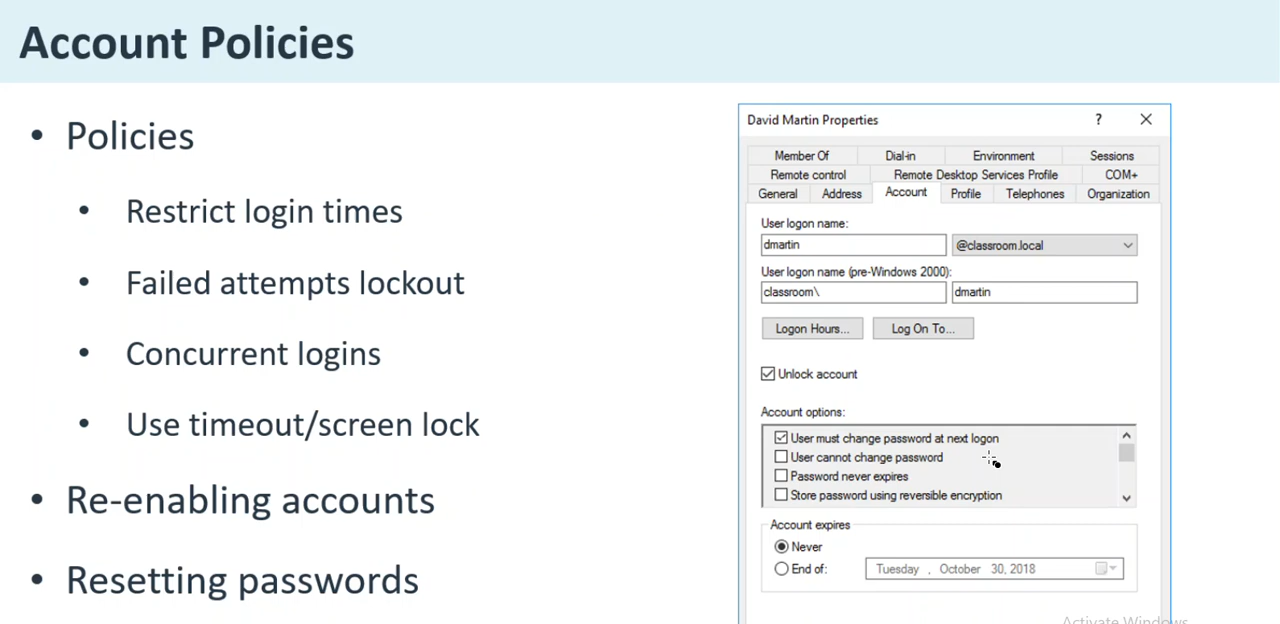 Account Policies
• Policies
• Restrict login times
• Failed attempts lockout
• Concurrent logins
• Use timeout/screen lock
• Re-enabling accounts
• Resetting passwords
David Martin Properties ?
Member Of Dial-in Environment Sessions
Remote control Remote Desktop Services Profile COM+
General Address Account Profile Telephones Organization
User logon name:
dmartin @classroom.local
User logon name (pre-Windows 2000):
classroom\ dmartin
Logon Hours... Log On To...
Unlock account
Account options:
User must change password at next logon
User cannot change password
Password never expires
Store password using reversible encryption
Account expires
Never
End of: Tuesday , October 30, 2018
Activate Windows